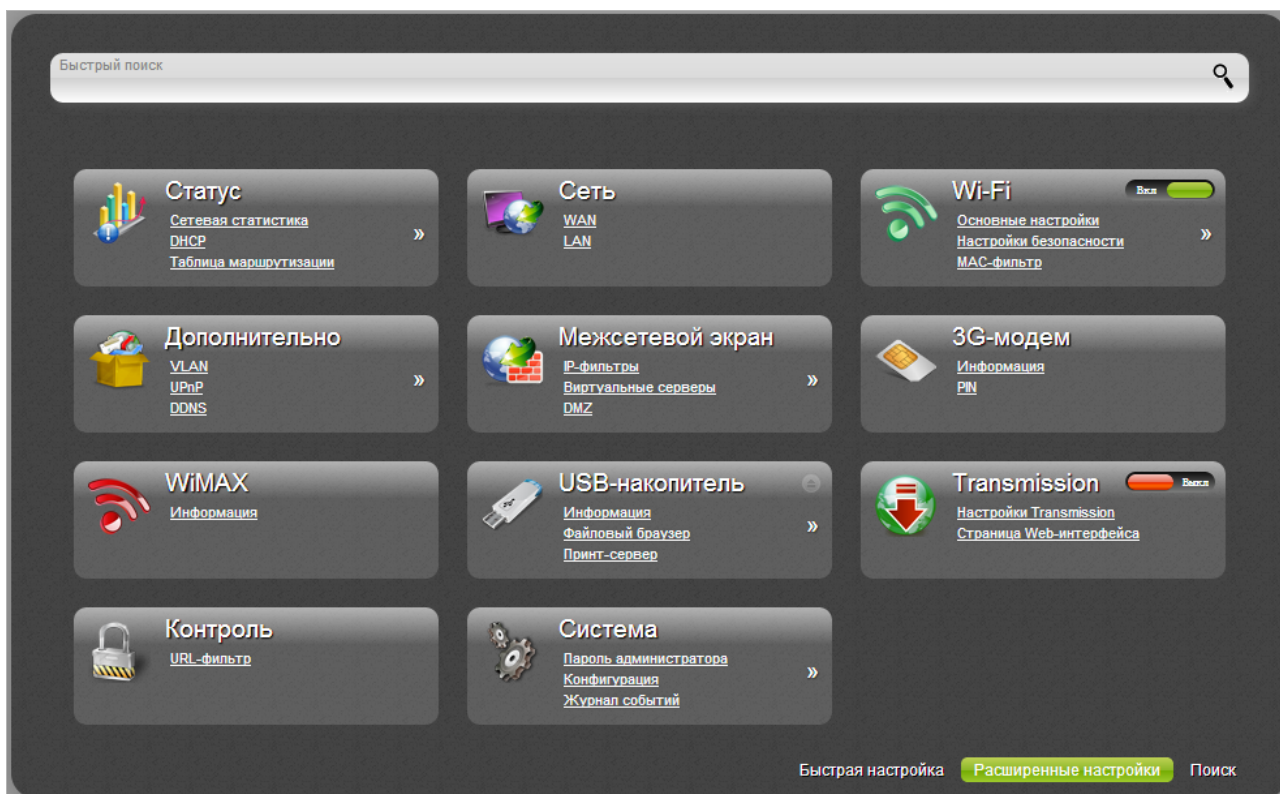 Быстрый поиск
Статус
Сетевая статистика
DHCP
Таблица маршрутизации
»
Сеть
WAN
LAN
Wi-Fi
Вкл
Основные настройки
Настройки безопасности
MAC-фильтр
»
Дополнительно
VLAN
UPnP
DDNS
»
Межсетевой экран
IP-фильтры
Виртуальные серверы
DMZ
»
3G-модем
Информация
PIN
WiMAX
Информация
USB-накопитель
Информация
Файловый браузер
Принт-сервер
»
Transmission
Выкл
Настройки Transmission
Страница Web-интерфейса
Контроль
URL-фильтр
Система
Пароль администратора
Конфигурация
Журнал событий
»
Быстрая настройка Расширенные настройки Поиск